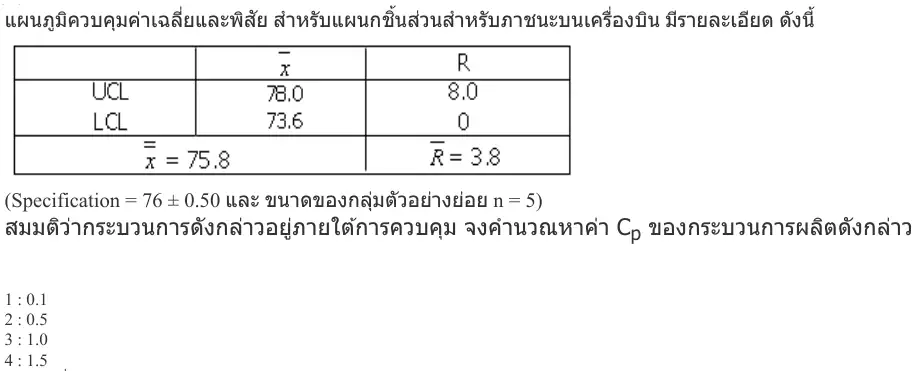 แผนภูมิควบคุมค่าเฉลี่ยและพิสัย สำหรับแผนกชิ้นส่วนสำหรับภาชนะบนเครื่องบิน มีรายละเอียด ดังนี้
x̅ R
UCL 78.0 8.0
LCL 73.6 0
x̿ = 75.8 R̅ = 3.8
(Specification = 76 ± 0.50 และ ขนาดของกลุ่มตัวอย่างย่อย n = 5)
สมมติว่ากระบวนการดังกล่าวอยู่ภายใต้การควบคุม จงคำนวณหาค่า Cp ของกระบวนการผลิตดังกล่าว
1 : 0.1
2 : 0.5
3 : 1.0
4 : 1.5